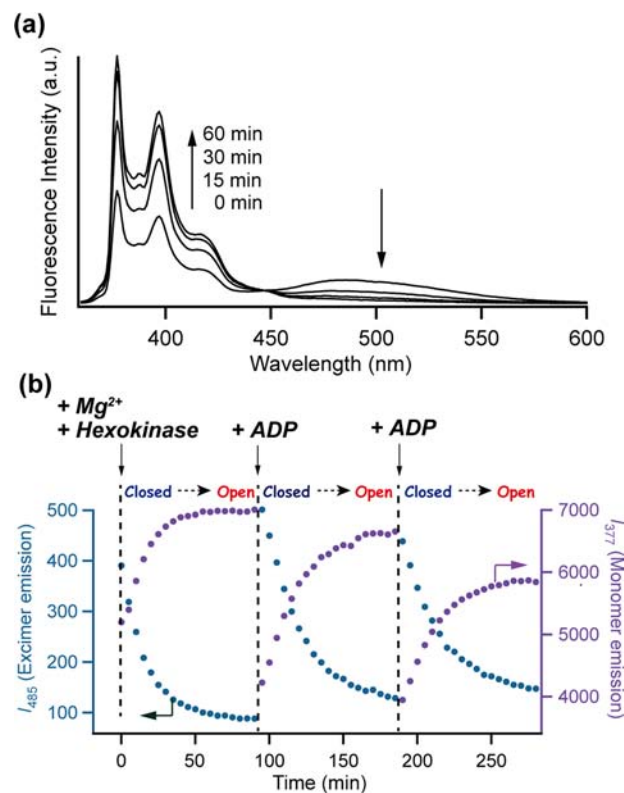 (a)
Fluorescence Intensity (a.u.)
60 min
30 min
15 min
0 min
400 450 500 550 600
Wavelength (nm)
(b)
+ Mg²⁺
+ Hexokinase + ADP + ADP
Closed Open Closed Open Closed Open
I₄₈₅ (Excimer emission)
500
400
300
200
100
7000
6000
5000
4000
I₃₇₇ (Monomer emission)
0 50 100 150 200 250
Time (min)